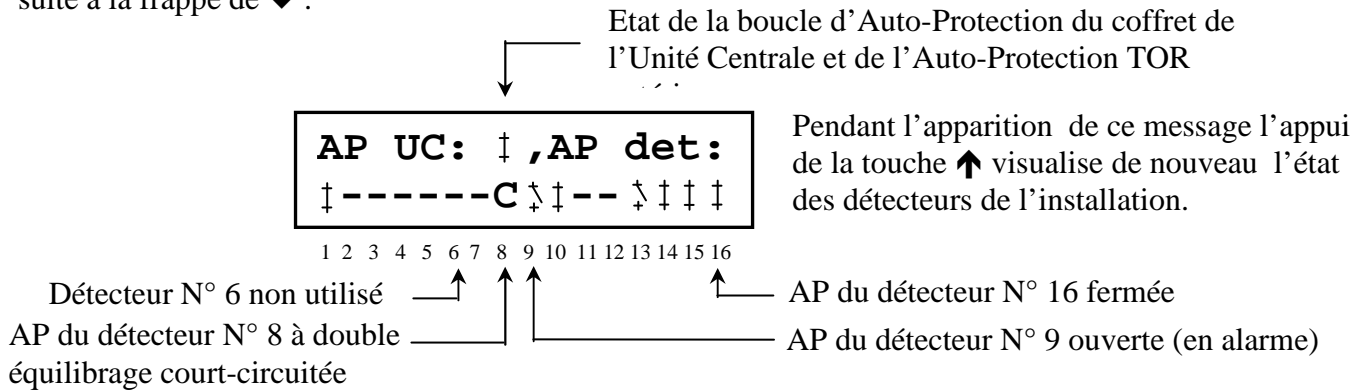 suite à la frappe de 🡻 .
Etat de la boucle d’Auto-Protection du coffret de
l’Unité Centrale et de l’Auto-Protection TOR
AP UC: ‡ ,AP det:
‡------C⍀‡--⍀‡‡‡
1 2 3 4 5 6 7 8 9 10 11 12 13 14 15 16
Pendant l’apparition de ce message l’appui
de la touche 🡹 visualise de nouveau l’état
des détecteurs de l’installation.
Détecteur N° 6 non utilisé
AP du détecteur N° 8 à double
équilibrage court-circuitée
AP du détecteur N° 16 fermée
AP du détecteur N° 9 ouverte (en alarme)